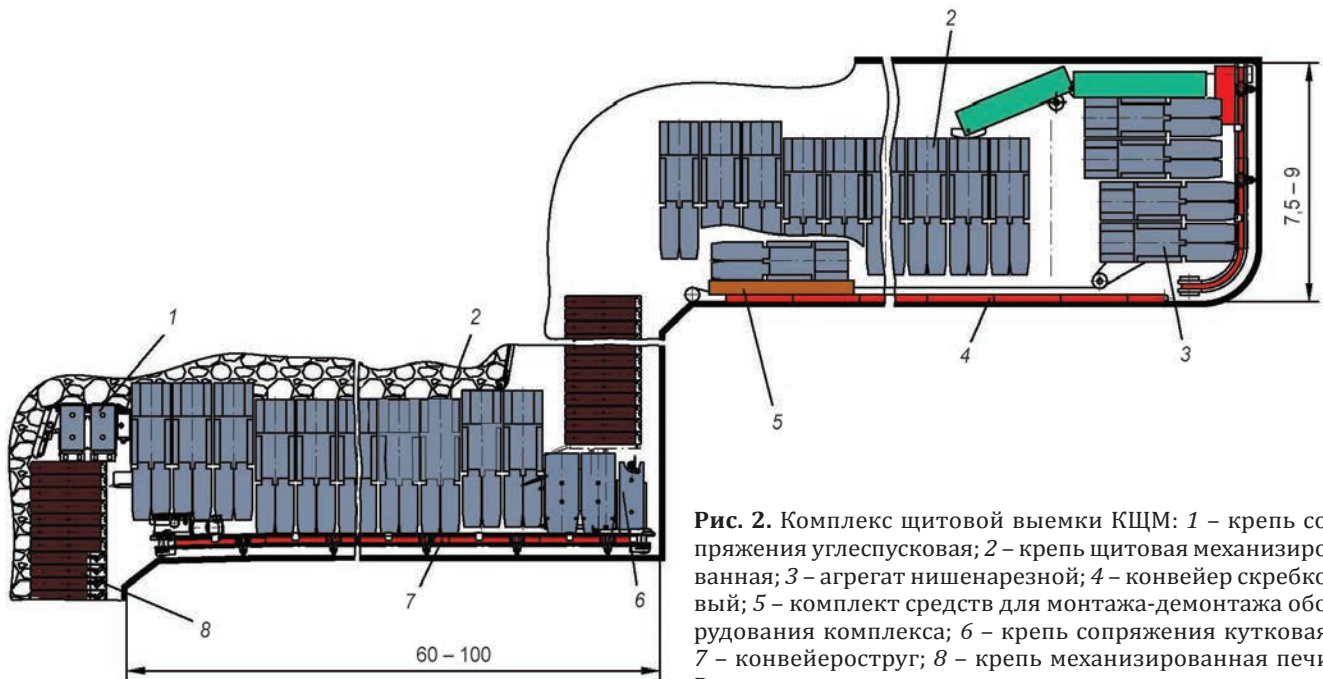 2
1
2
7,5 – 9
3
4
5
6
7
8
60 – 100
Рис. 2. Комплекс щитовой выемки КЩМ: 1 – крепь со-
пряжения углеспусковая; 2 – крепь щитовая механизиро-
ванная; 3 – агрегат нишенарезной; 4 – конвейер скребко-
вый; 5 – комплект средств для монтажа-демонтажа обо-
рудования комплекса; 6 – крепь сопряжения кутковая
7 – конвейероструг; 8 – крепь механизированная печи